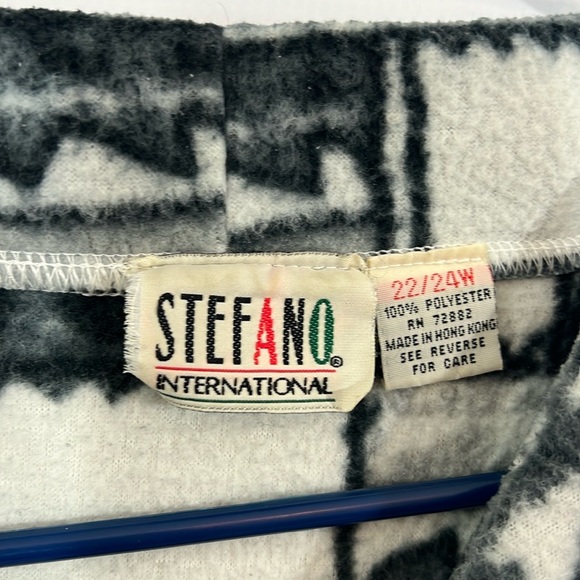 STEFANO®
INTERNATIONAL
22/24W
100% POLYESTER
RN 72882
MADE IN HONG KONG
SEE REVERSE
FOR CARE